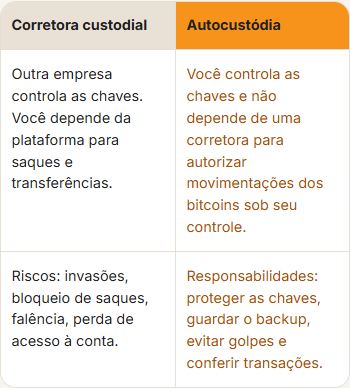 Corretora custodial
Autocustódia
Outra empresa
controla as chaves.
Você depende da
plataforma para
saques e
transferências.
Você controla as
chaves e não
depende de uma
corretora para
autorizar
movimentações dos
bitcoins sob seu
controle.
Riscos: invasões,
bloqueio de saques,
falência, perda de
acesso à conta.
Responsabilidades:
proteger as chaves,
guardar o backup,
evitar golpes e
conferir transações.